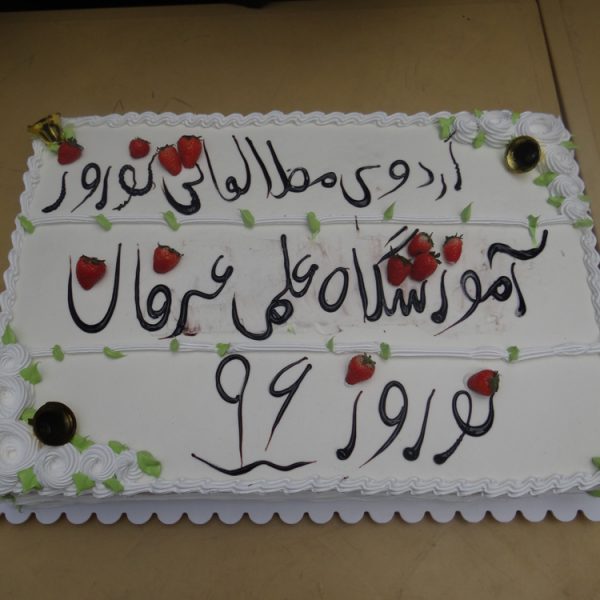 اردوی مطالعاتی نوروز
آموزشگاه علمی عرفان
نوروز ۹۶